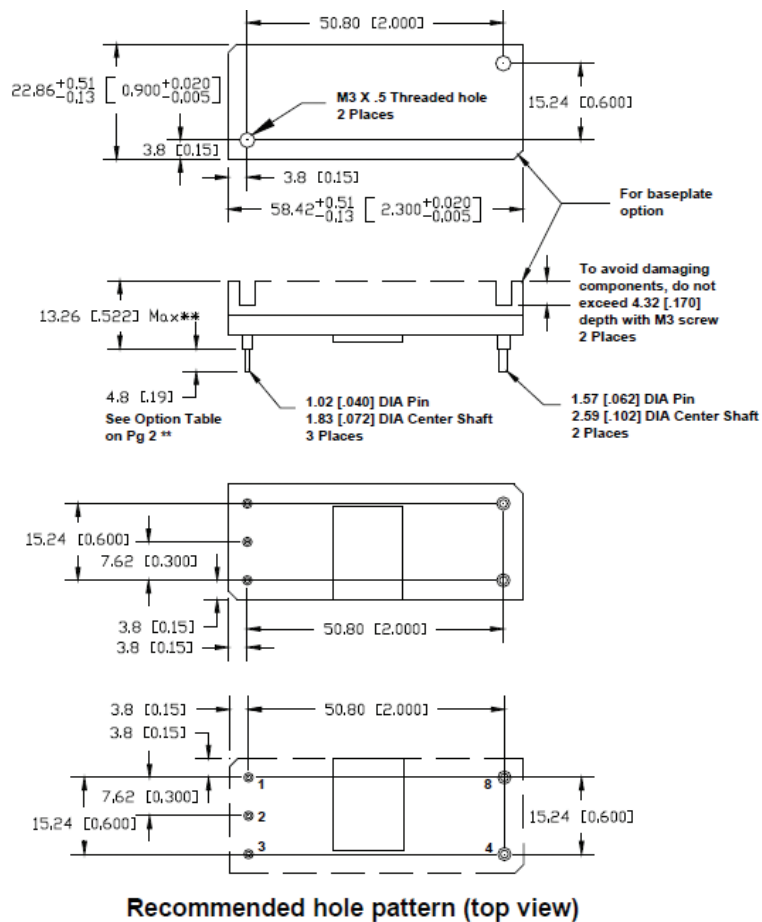 50.80 [2.000]
22.86+0.51 -0.13 [ 0.900+0.020 -0.005 ]
M3 X .5 Threaded hole
2 Places
15.24 [0.600]
3.8 [0.15]
3.8 [0.15]
58.42+0.51 -0.13 [ 2.300+0.020 -0.005 ]
For baseplate
option
13.26 [.522] Max**
To avoid damaging
components, do not
exceed 4.32 [.170]
depth with M3 screw
2 Places
4.8 [.19]
See Option Table
on Pg 2 **
1.02 [.040] DIA Pin
1.83 [.072] DIA Center Shaft
3 Places
1.57 [.062] DIA Pin
2.59 [.102] DIA Center Shaft
2 Places
15.24 [0.600]
7.62 [0.300]
3.8 [0.15]
3.8 [0.15]
50.80 [2.000]
3.8 [0.15]
50.80 [2.000]
3.8 [0.15]
1
8
7.62 [0.300]
15.24 [0.600]
2
15.24 [0.600]
3
4
Recommended hole pattern (top view)